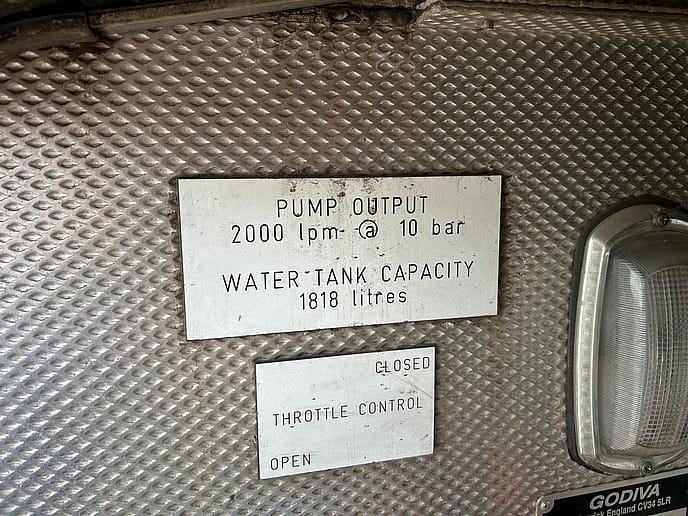 PUMP OUTPUT
2000 lpm @ 10 bar
WATER TANK CAPACITY
1818 litres
CLOSED
THROTTLE CONTROL
OPEN
GODIVA
England CV34 5LR